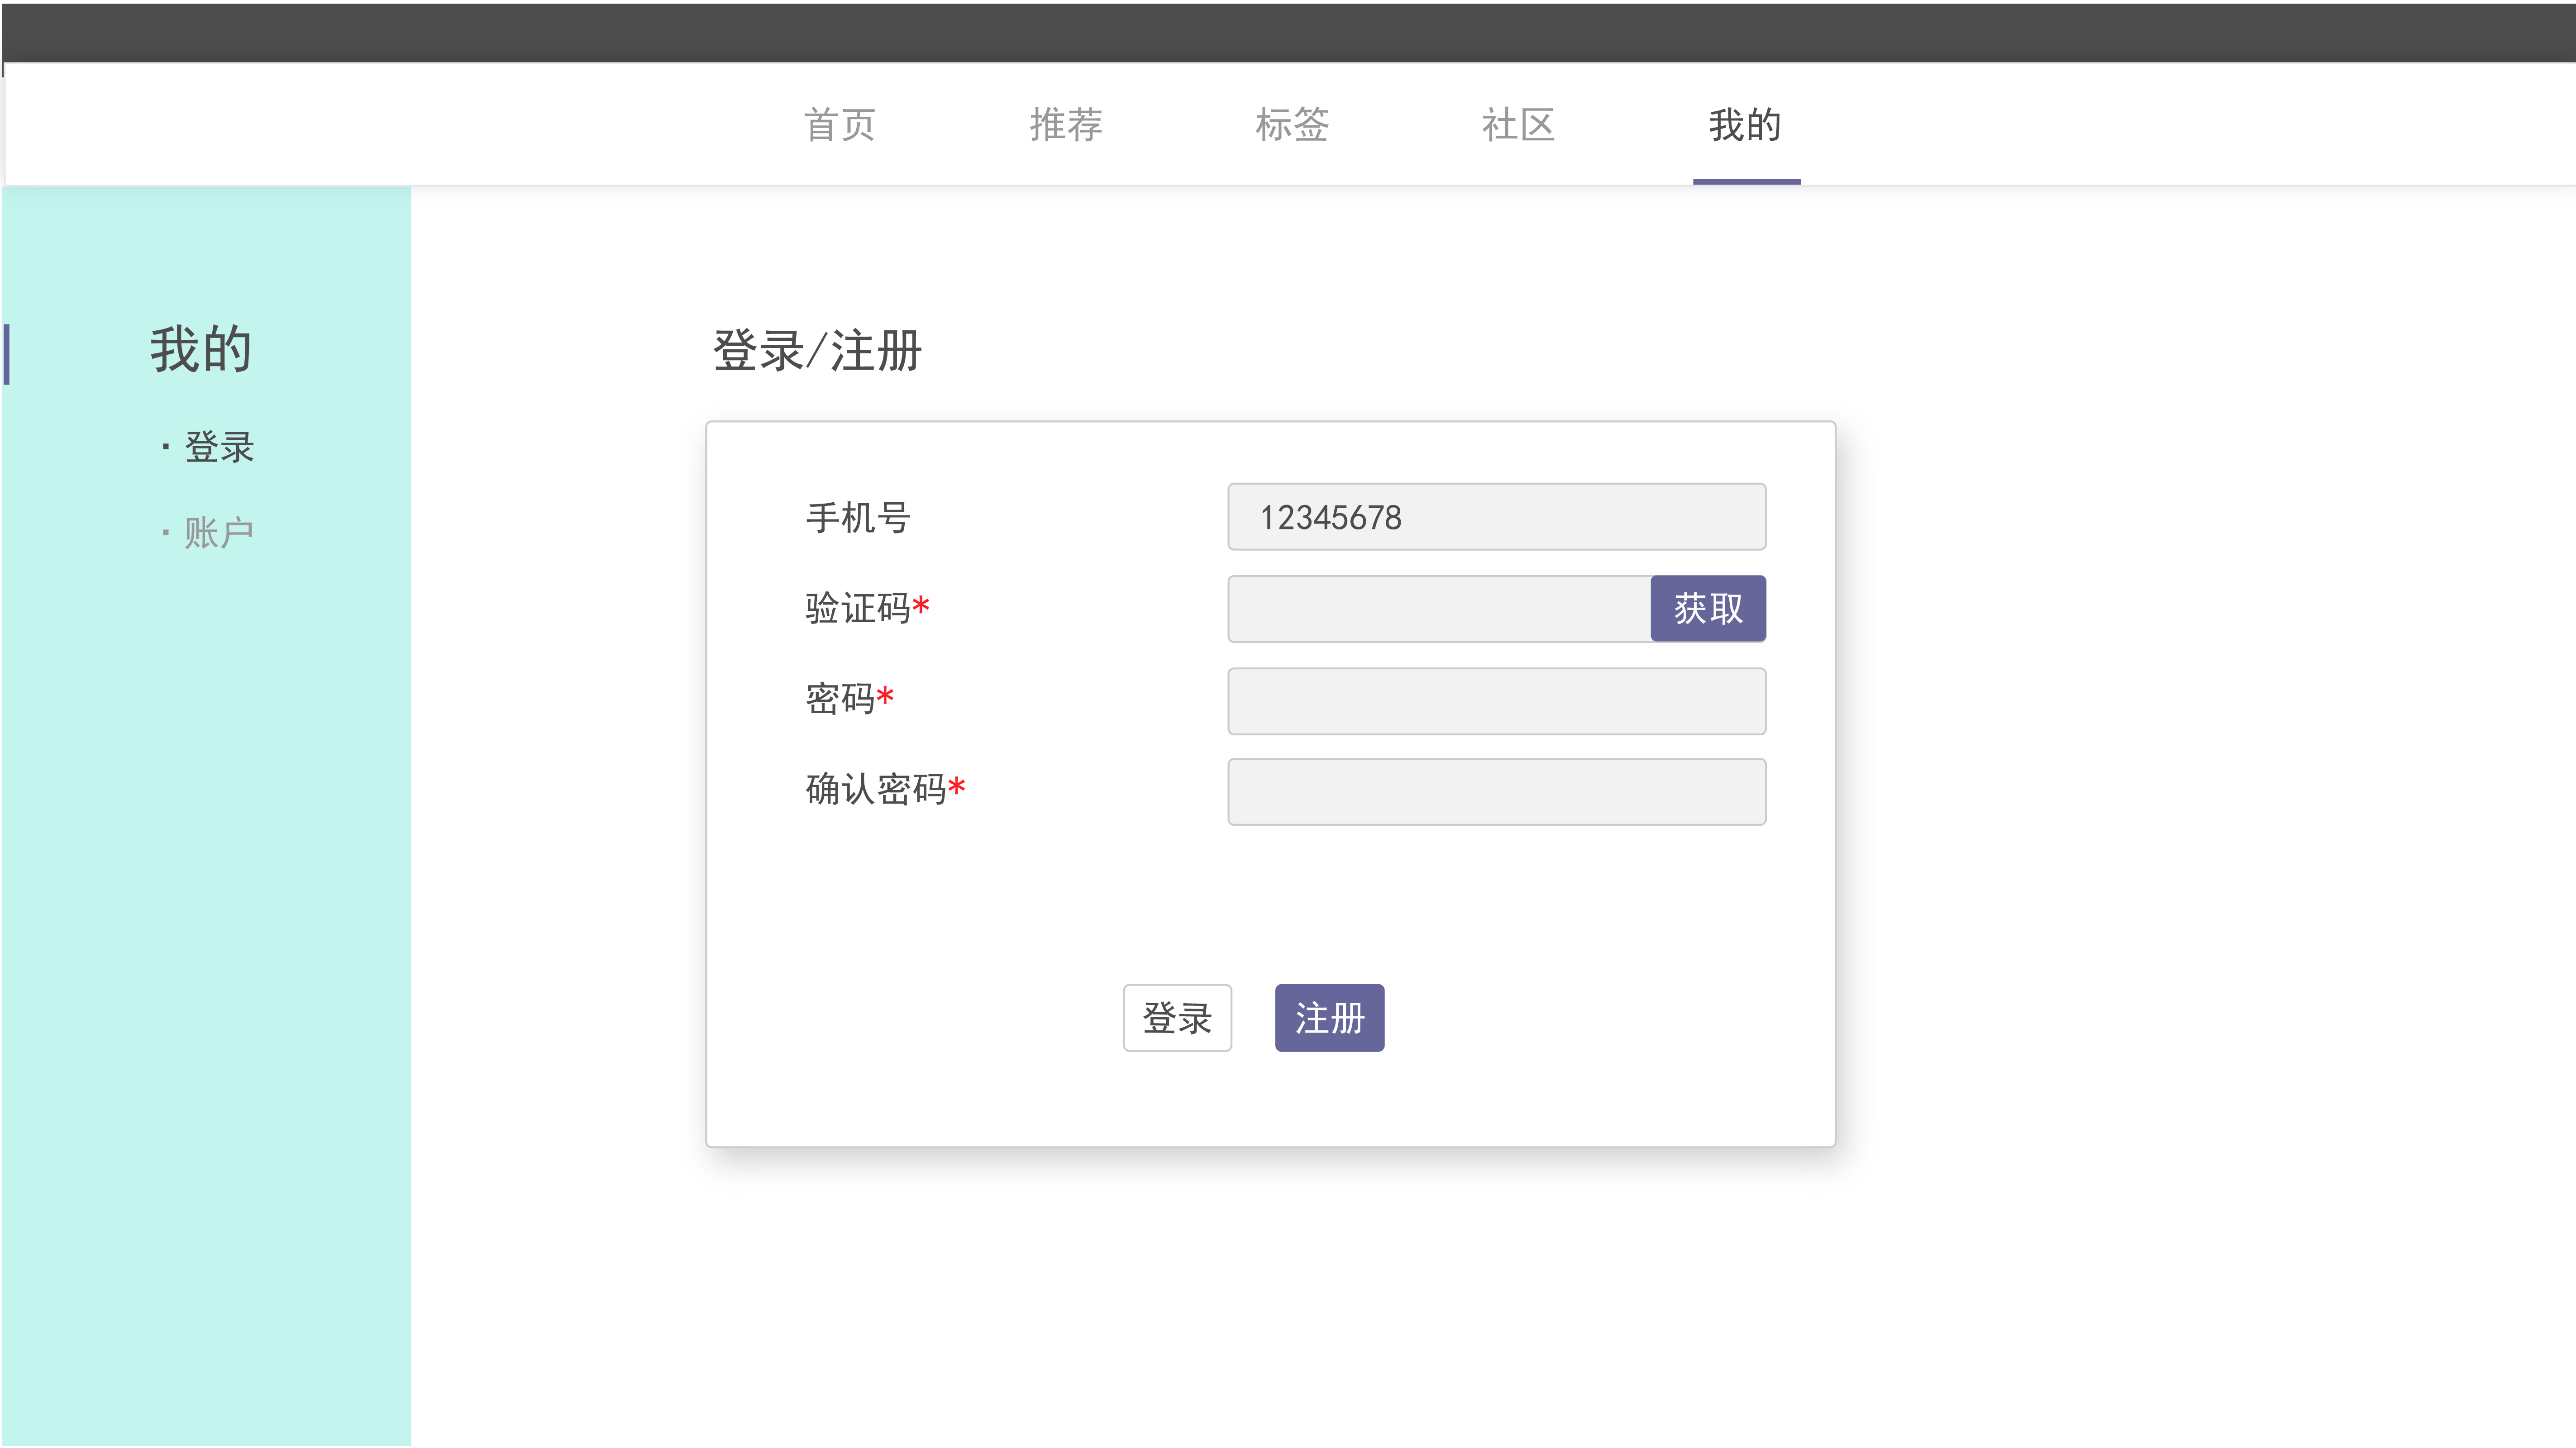 首页 推荐 标签 社区 我的
我的
· 登录
· 账户
登录/注册
手机号 12345678
验证码* 获取
密码*
确认密码*
登录 注册